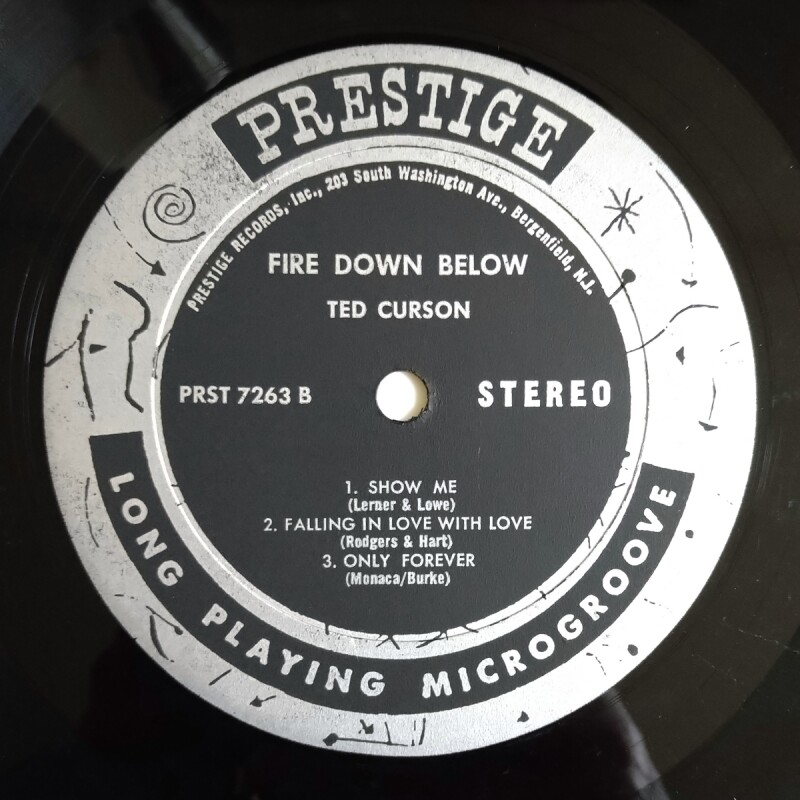 PRESTIGE
PRESTIGE RECORDS, Inc., 203 South Washington Ave., Bergenfield, N.J.
FIRE DOWN BELOW
TED CURSON
PRST 7263 B
STEREO
1. SHOW ME
(Lerner & Lowe)
2. FALLING IN LOVE WITH LOVE
(Rodgers & Hart)
3. ONLY FOREVER
(Monaca/Burke)
LONG PLAYING MICROGROOVE